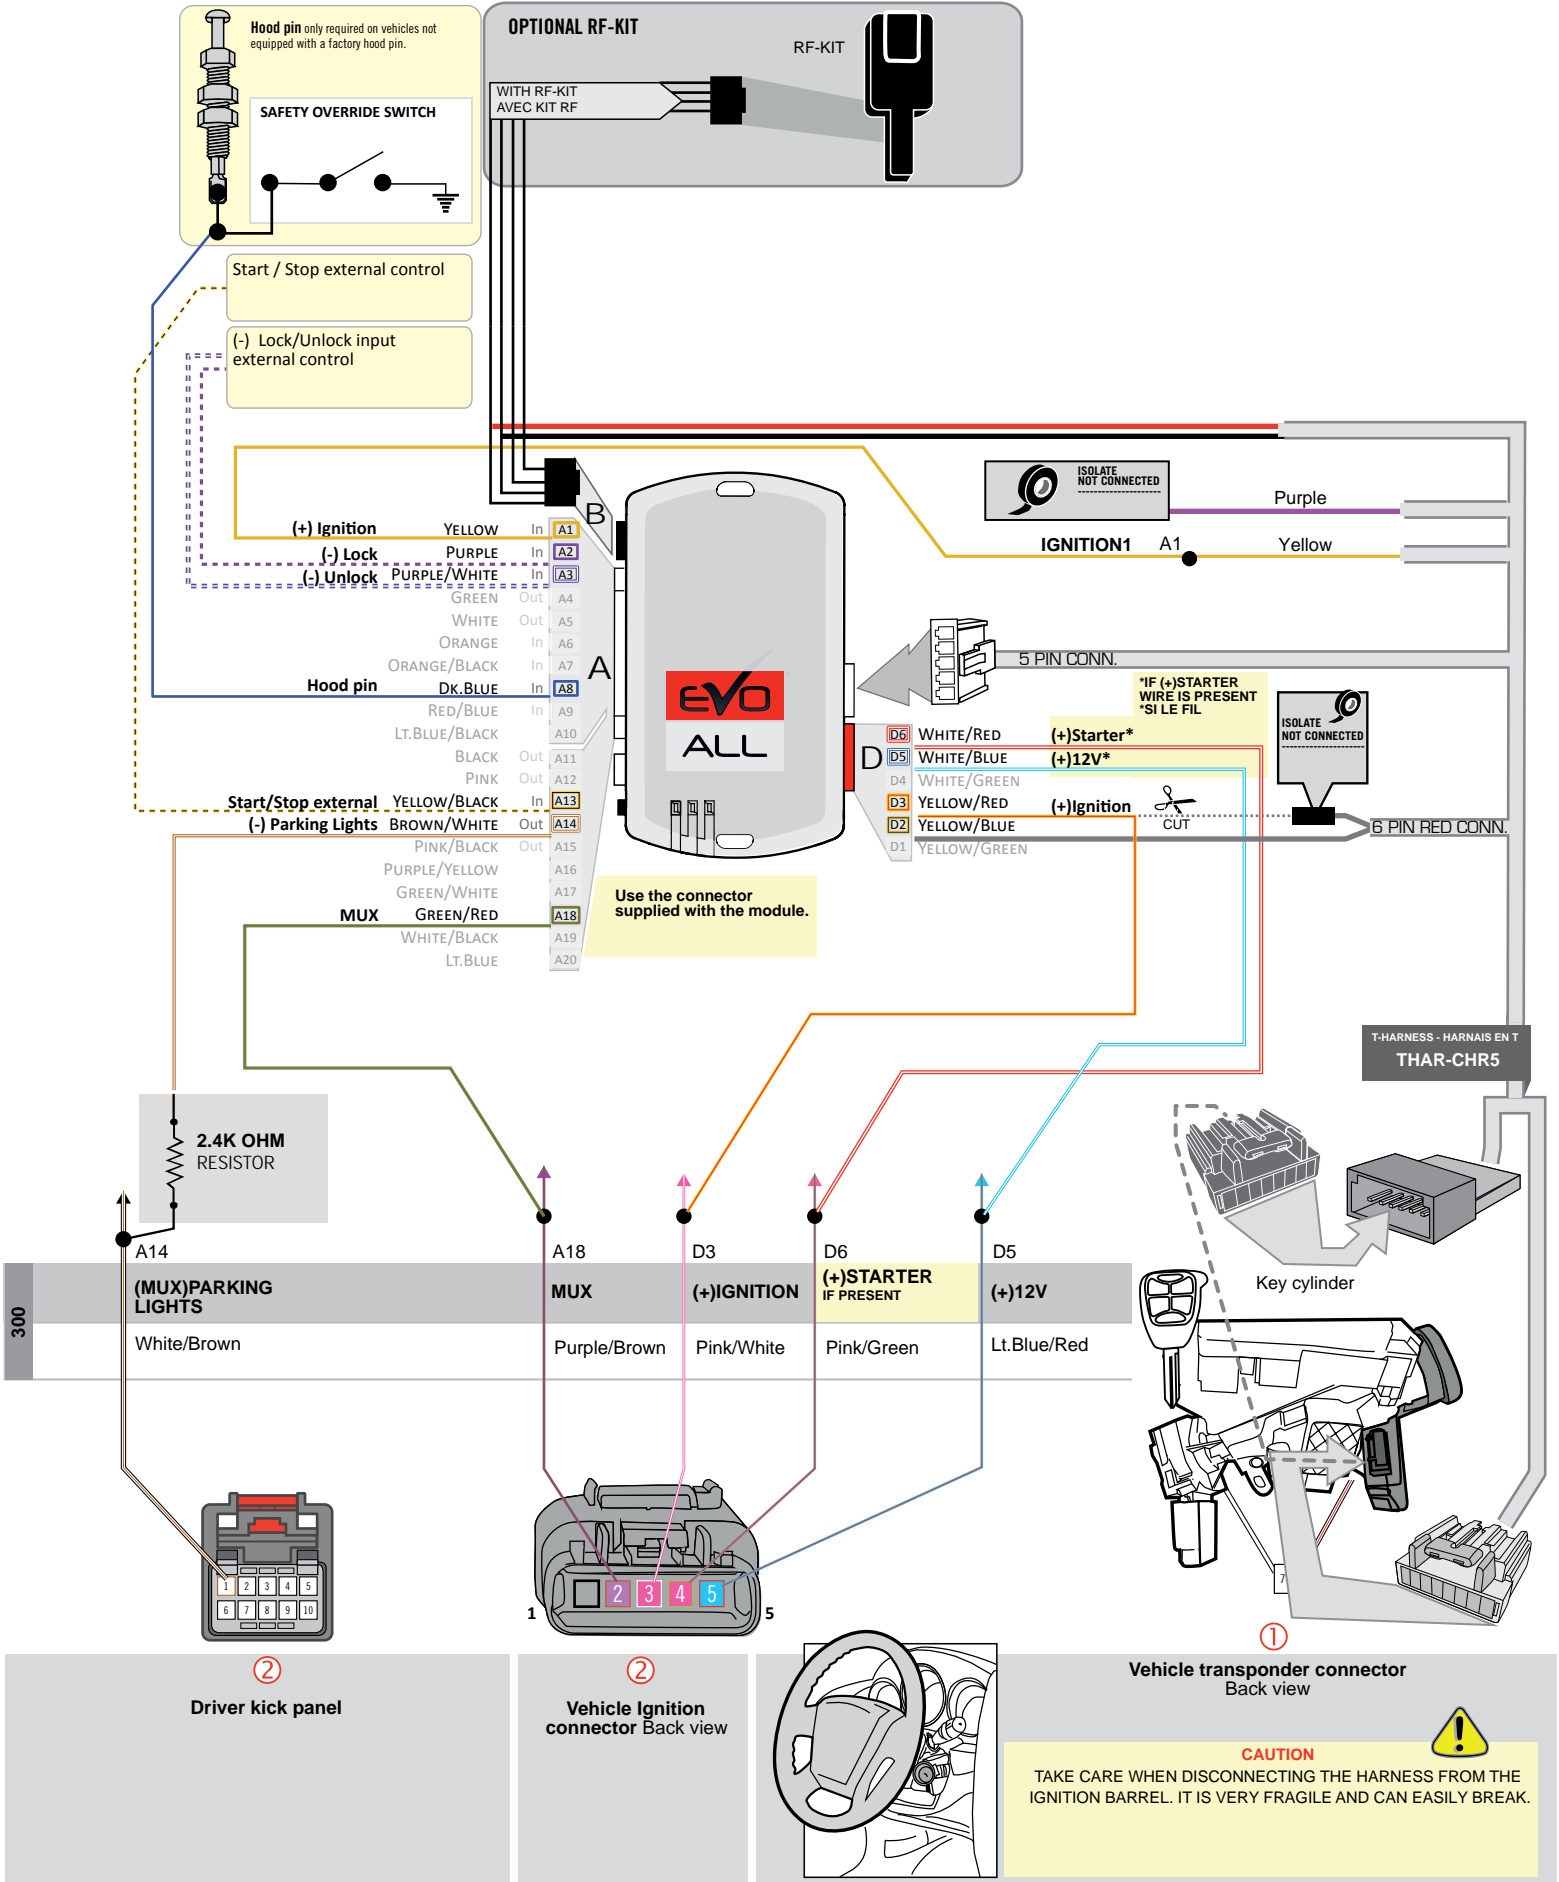 Hood pin only required on vehicles not
equipped with a factory hood pin.
SAFETY OVERRIDE SWITCH
OPTIONAL RF-KIT
RF-KIT
WITH RF-KIT
AVEC KIT RF
Start / Stop external control
(-) Lock/Unlock input
external control
ISOLATE
NOT CONNECTED
Purple
IGNITION1 A1 Yellow
B
(+) Ignition YELLOW In A1
(-) Lock PURPLE In A2
(-) Unlock PURPLE/WHITE In A3
GREEN Out A4
WHITE Out A5
ORANGE In A6
ORANGE/BLACK In A7
Hood pin DK.BLUE In A8
RED/BLUE In A9
LT.BLUE/BLACK A10
BLACK Out A11
PINK Out A12
Start/Stop external YELLOW/BLACK In A13
(-) Parking Lights BROWN/WHITE Out A14
PINK/BLACK Out A15
PURPLE/YELLOW A16
GREEN/WHITE A17
MUX GREEN/RED A18
WHITE/BLACK A19
LT.BLUE A20
A
EVO
ALL
5 PIN CONN.
*IF (+)STARTER
WIRE IS PRESENT
*SI LE FIL
ISOLATE
NOT CONNECTED
D
D6 WHITE/RED (+)Starter*
D5 WHITE/BLUE (+)12V*
D4 WHITE/GREEN
D3 YELLOW/RED (+)Ignition
CUT
D2 YELLOW/BLUE
D1 YELLOW/GREEN
6 PIN RED CONN.
Use the connector
supplied with the module.
T-HARNESS - HARNAIS EN T
THAR-CHR5
2.4K OHM
RESISTOR
A14 A18 D3 D6 D5
300
(MUX)PARKING
LIGHTS
MUX
(+)IGNITION
(+)STARTER
IF PRESENT
(+)12V
White/Brown Purple/Brown Pink/White Pink/Green Lt.Blue/Red
Key cylinder
7
1 2 3 4 5
6 7 8 9 10
2 3 4 5
1 5
②
Driver kick panel
②
Vehicle Ignition
connector Back view
①
Vehicle transponder connector
Back view
!
CAUTION
TAKE CARE WHEN DISCONNECTING THE HARNESS FROM THE
IGNITION BARREL. IT IS VERY FRAGILE AND CAN EASILY BREAK.